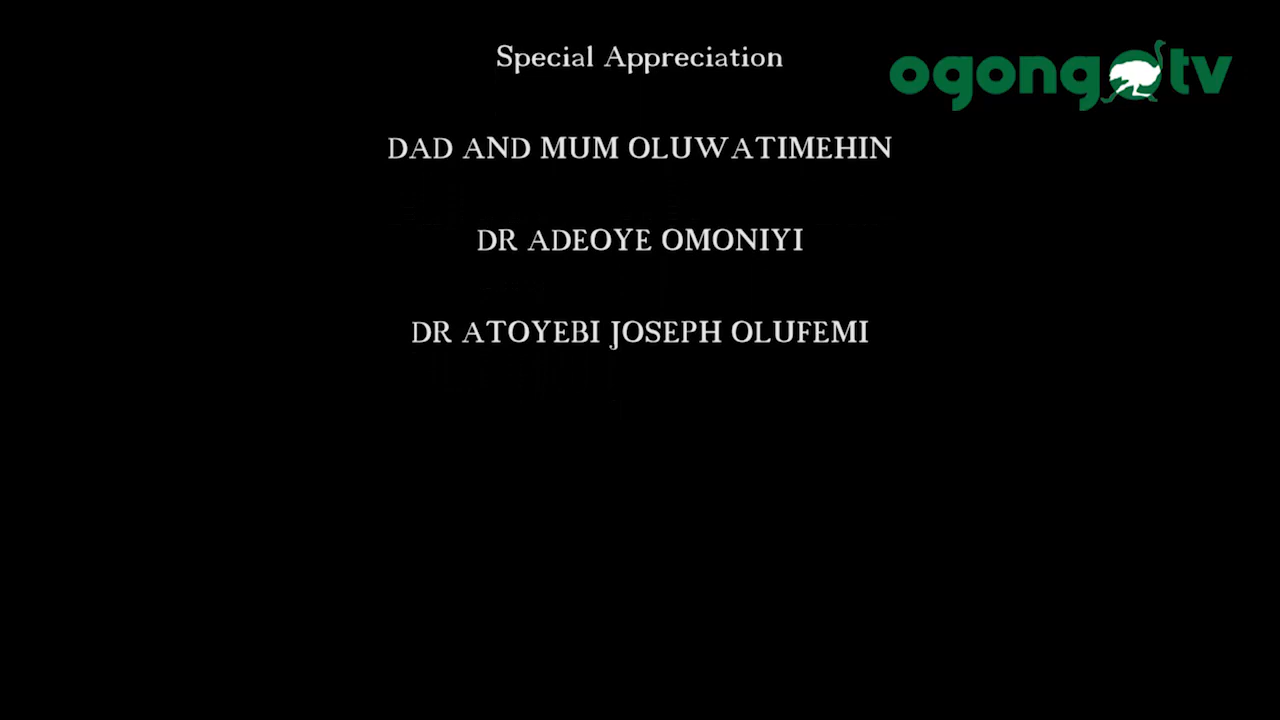 Special Appreciation
ogongotv
DAD AND MUM OLUWATIMEHIN
DR ADEOYE OMONIYI
DR ATOYEBI JOSEPH OLUFEMI